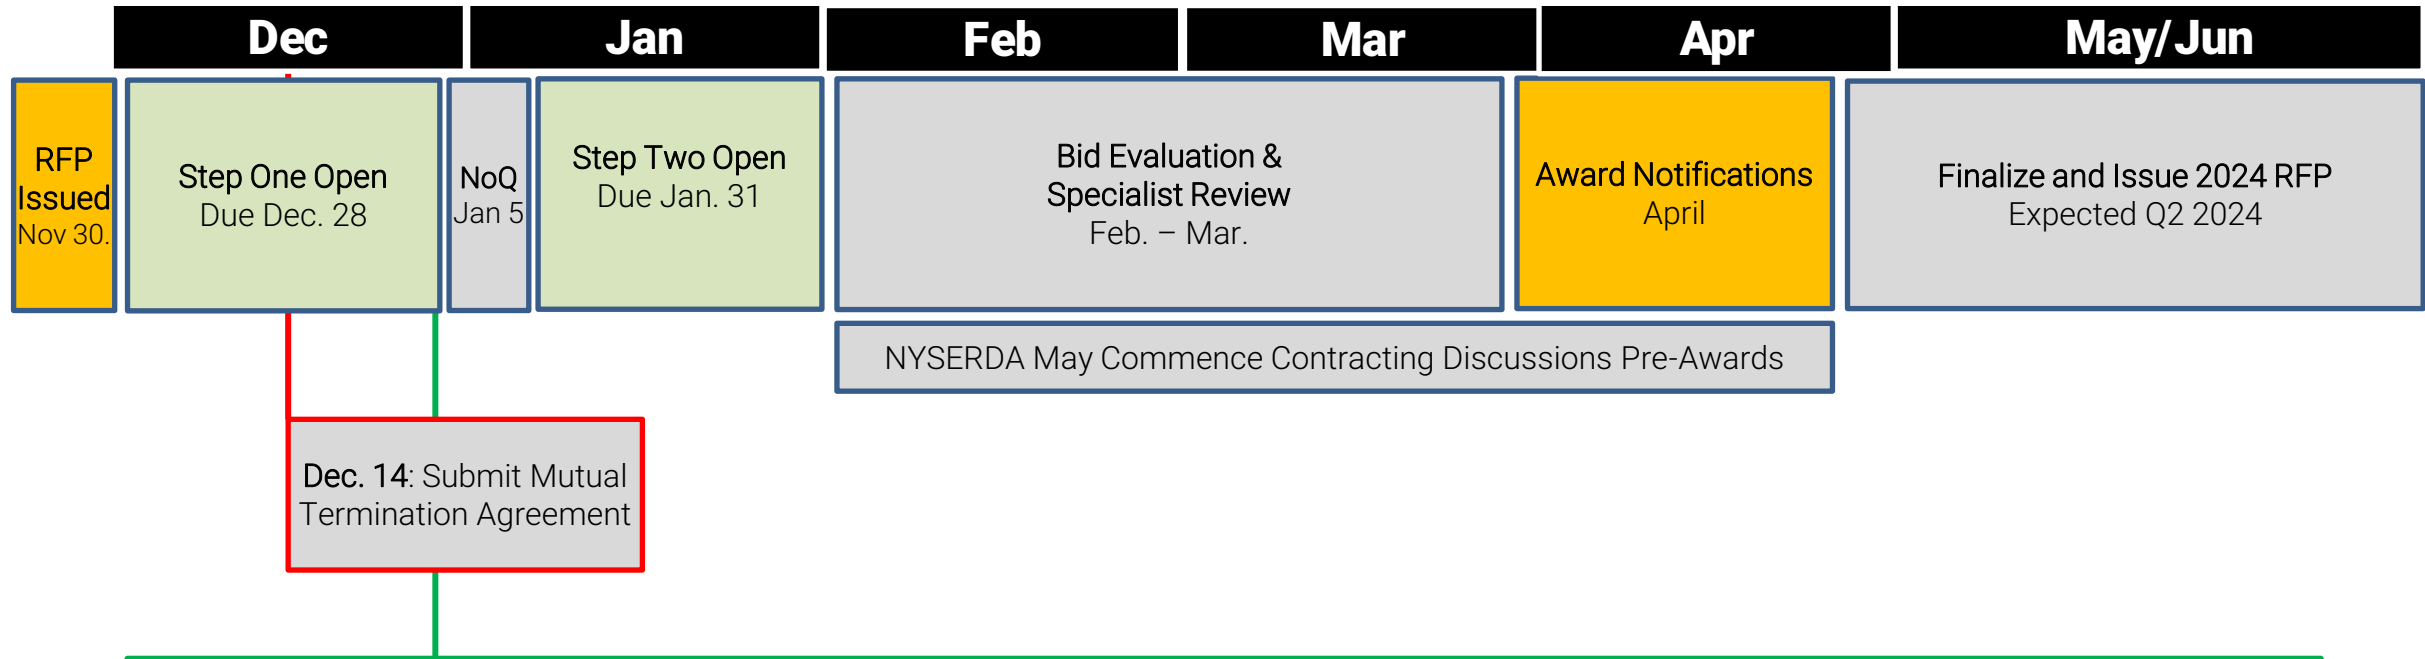 Dec
Jan
Feb
Mar
Apr
May/Jun
RFP
Issued
Nov 30.
Step One Open
Due Dec. 28
NoQ
Jan 5
Step Two Open
Due Jan. 31
Bid Evaluation &
Specialist Review
Feb. – Mar.
Award Notifications
April
Finalize and Issue 2024 RFP
Expected Q2 2024
NYSERDA May Commence Contracting Discussions Pre-Awards
Dec. 14: Submit Mutual
Termination Agreement